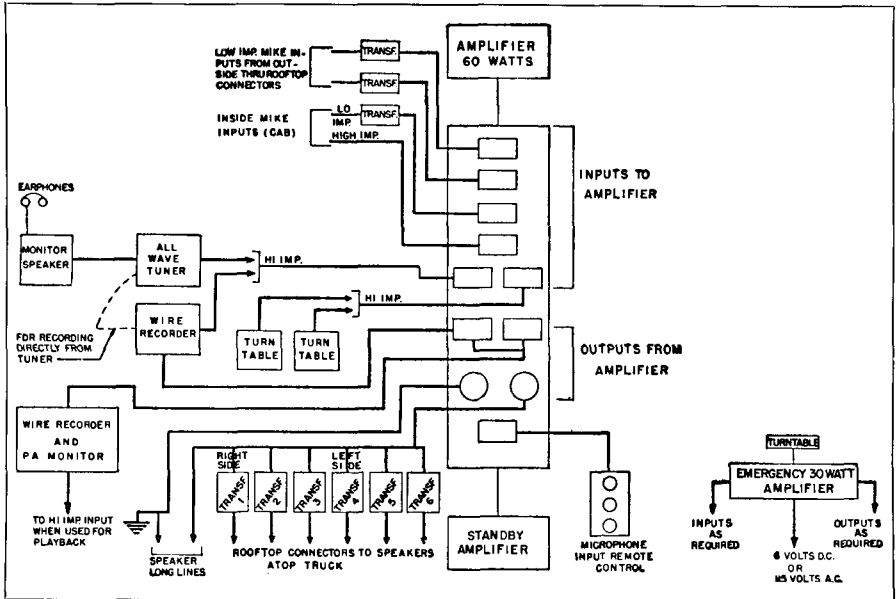 AMPLIFIER
60 WATTS
LOW IMP. MIKE IN-
PUTS FROM OUT-
SIDE THRU ROOFTOP
CONNECTORS
TRANSF.
TRANSF.
INSIDE MIKE
INPUTS (CAB)
LO
IMP.
TRANSF.
HIGH IMP.
INPUTS TO
AMPLIFIER
EARPHONES
MONITOR
SPEAKER
ALL
WAVE
TUNER
HI IMP.
WIRE
RECORDER
HI IMP.
FOR RECORDING
DIRECTLY FROM
TUNER
TURN
TABLE
TURN
TABLE
OUTPUTS FROM
AMPLIFIER
WIRE RECORDER
AND
PA MONITOR
RIGHT
SIDE
LEFT
SIDE
TRANSF
1
TRANSF
2
TRANSF
3
TRANSF
4
TRANSF
5
TRANSF
6
TO HI IMP. INPUT
WHEN USED FOR
PLAYBACK
SPEAKER
LONG LINES
ROOFTOP CONNECTORS TO SPEAKERS
ATOP TRUCK
STANDBY
AMPLIFIER
MICROPHONE
INPUT REMOTE
CONTROL
TURNTABLE
EMERGENCY 30 WATT
AMPLIFIER
INPUTS
AS
REQUIRED
OUTPUTS
AS
REQUIRED
6 VOLTS D.C.
OR
115 VOLTS A.C.